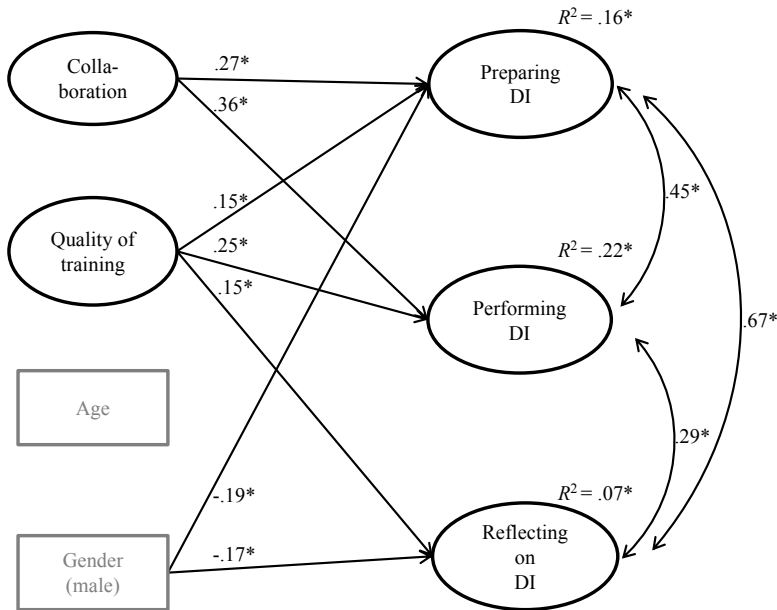 R² = .16*
Colla-
boration
.27*
.36*
Preparing
DI
.45*
.15*
Quality of
training
.25*
.15*
R² = .22*
Performing
DI
.67*
Age
.29*
-.19*
R² = .07*
Gender
(male)
-.17*
Reflecting
on
DI